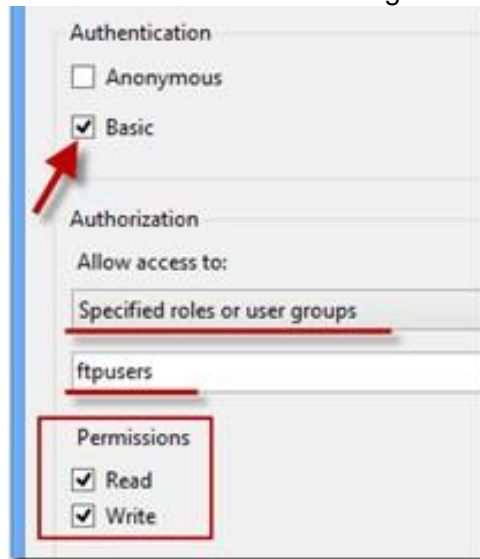 Authentication
Anonymous
Basic
Authorization
Allow access to:
Specified roles or user groups
ftpusers
Permissions
Read
Write